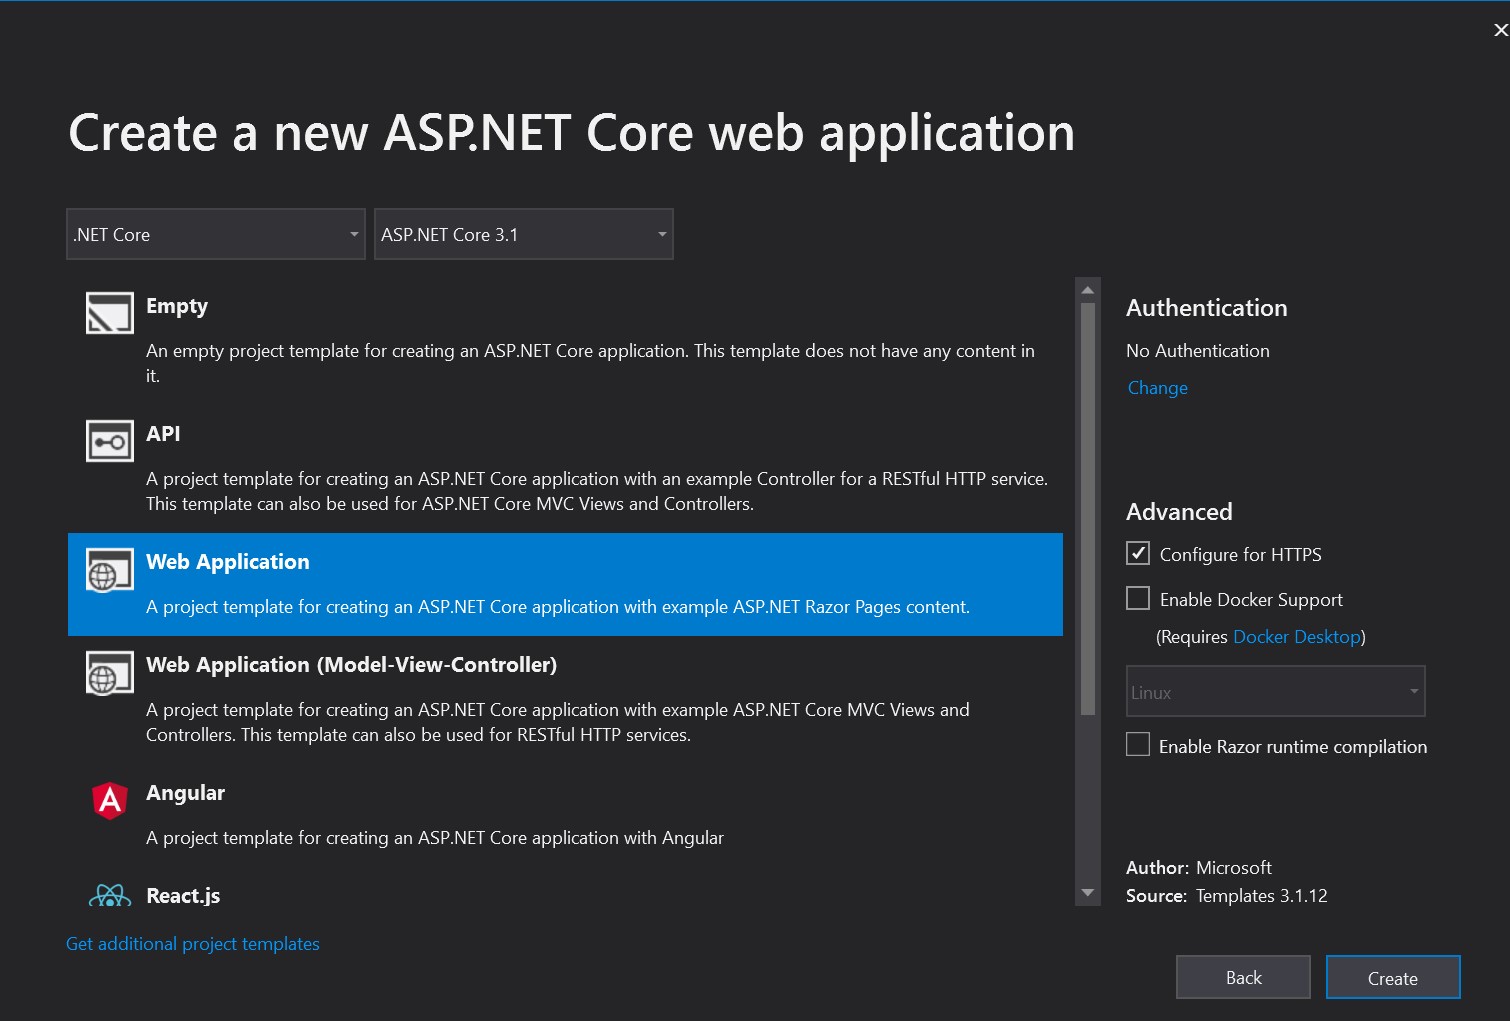 Create a new ASP.NET Core web application
.NET Core
ASP.NET Core 3.1
Empty
An empty project template for creating an ASP.NET Core application. This template does not have any content in
it.
API
A project template for creating an ASP.NET Core application with an example Controller for a RESTful HTTP service.
This template can also be used for ASP.NET Core MVC Views and Controllers.
Web Application
A project template for creating an ASP.NET Core application with example ASP.NET Razor Pages content.
Web Application (Model-View-Controller)
A project template for creating an ASP.NET Core application with example ASP.NET Core MVC Views and
Controllers. This template can also be used for RESTful HTTP services.
Angular
A project template for creating an ASP.NET Core application with Angular
React.js
Get additional project templates
Authentication
No Authentication
Change
Advanced
Configure for HTTPS
Enable Docker Support
(Requires Docker Desktop)
Linux
Enable Razor runtime compilation
Author: Microsoft
Source: Templates 3.1.12
Back
Create